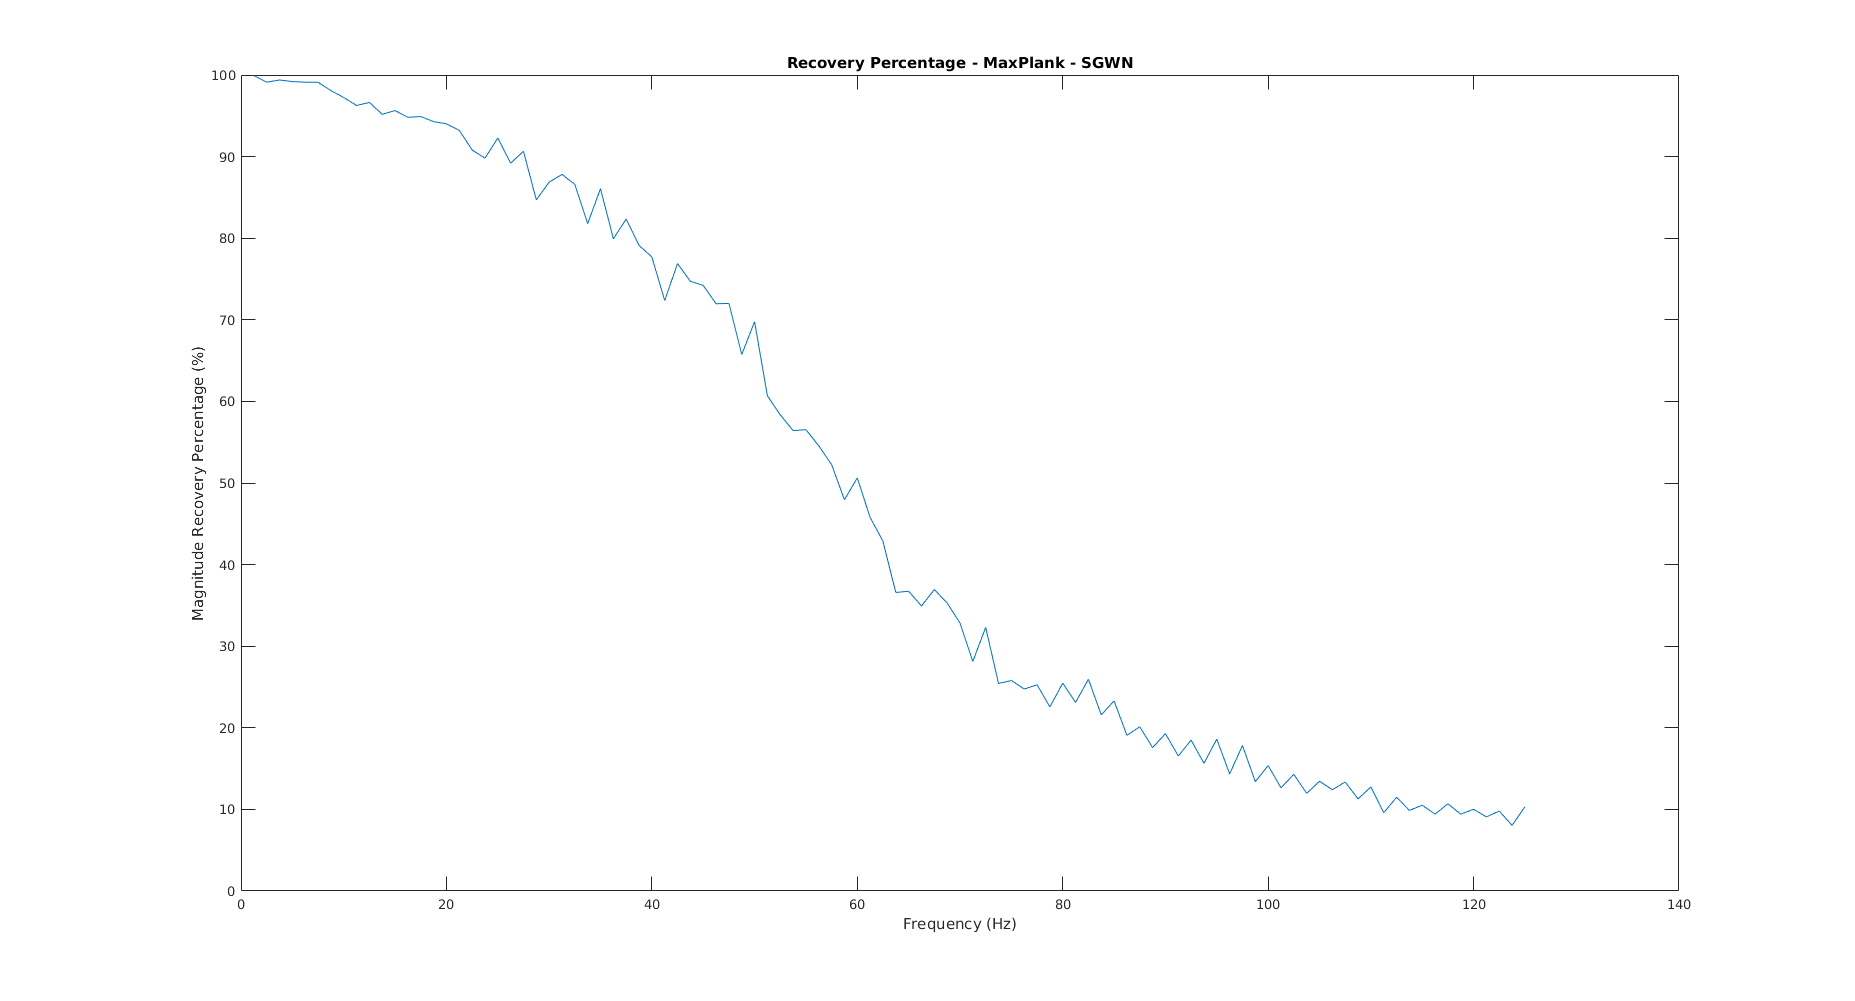 Recovery Percentage - MaxPlank - SGWN
100
90
80
70
60
50
40
30
20
10
0
Magnitude Recovery Percentage (%)
0 20 40 60 80 100 120 140
Frequency (Hz)